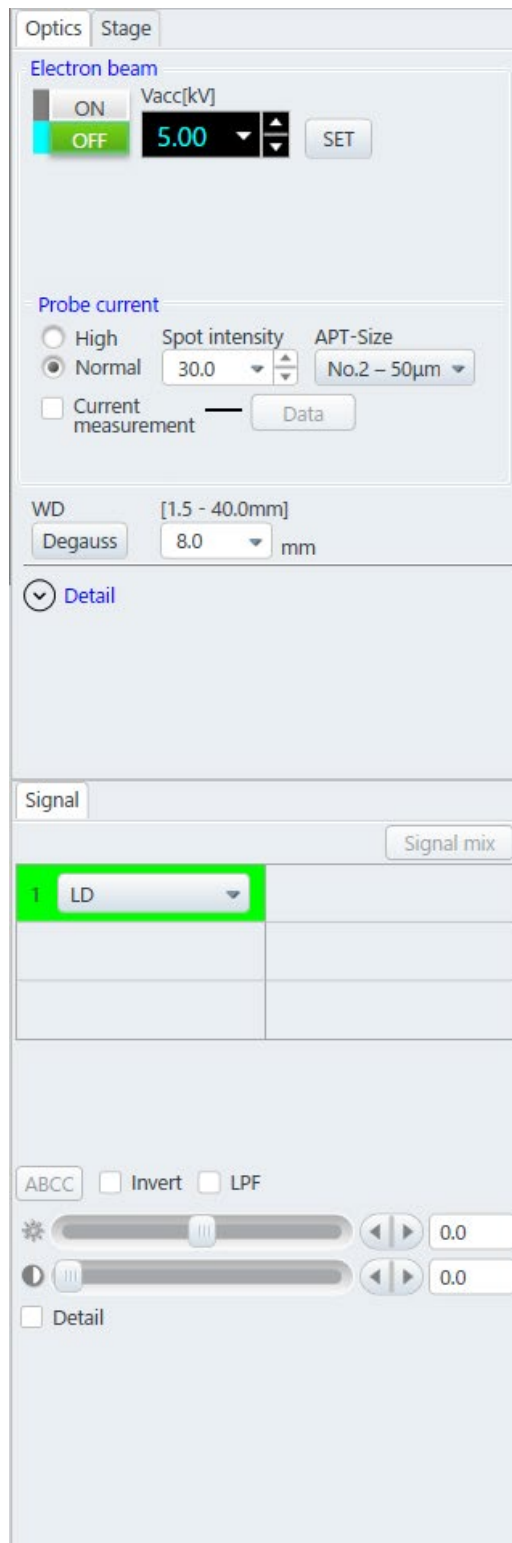 Optics Stage
Electron beam
ON Vacc[kV]
OFF 5.00 SET
Probe current
High Spot intensity APT-Size
Normal 30.0 No.2 – 50μm
Current
measurement Data
WD [1.5 - 40.0mm]
Degauss 8.0 mm
Detail
Signal
Signal mix
1 LD
ABCC Invert LPF
0.0
0.0
Detail